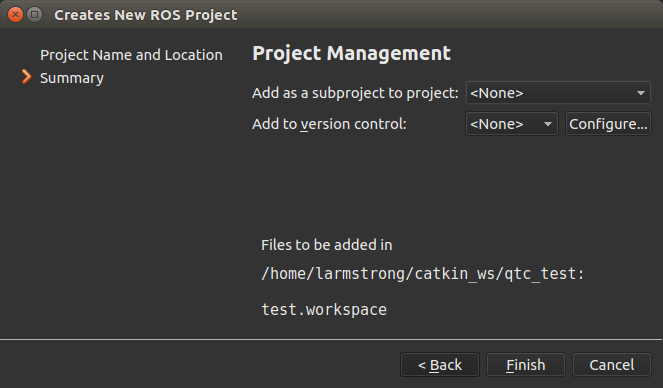 Creates New ROS Project
Project Name and Location
Summary
Project Management
Add as a subproject to project: <None>
Add to version control: <None> Configure...
Files to be added in
/home/larmstrong/catkin_ws/qtc_test:
test.workspace
< Back Finish Cancel